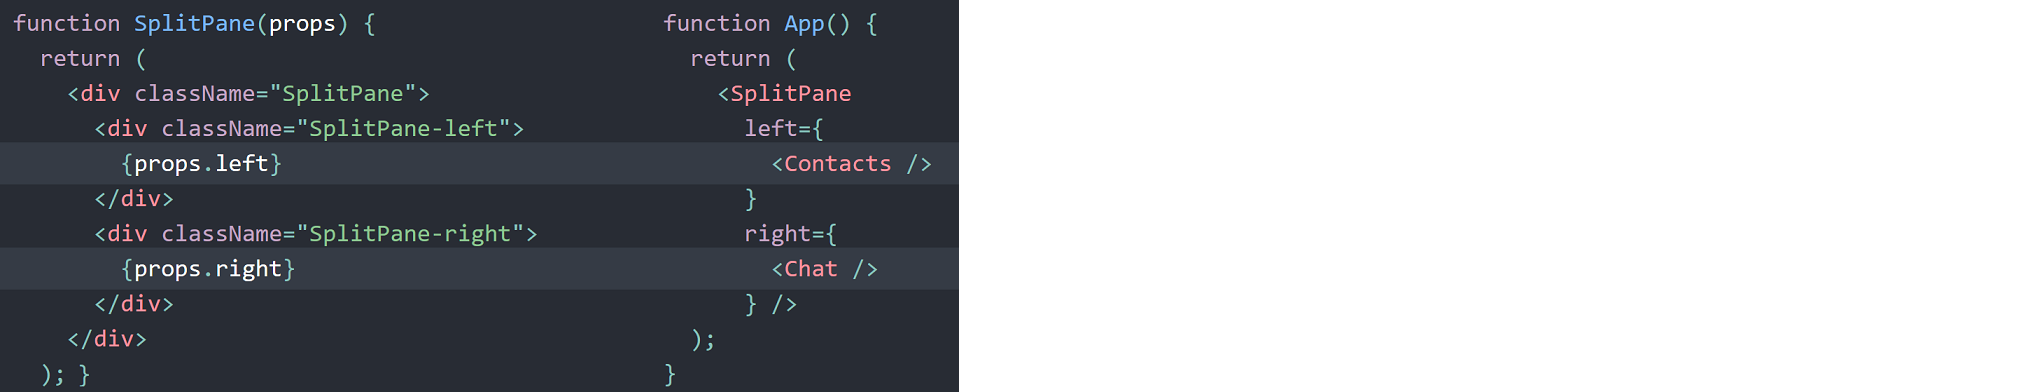 function SplitPane(props) {
  return (
    <div className="SplitPane">
      <div className="SplitPane-left">
        {props.left}
      </div>
      <div className="SplitPane-right">
        {props.right}
      </div>
    </div>
  ); }
function App() {
  return (
    <SplitPane
      left={
        <Contacts />
      }
      right={
        <Chat />
      } />
  );
}